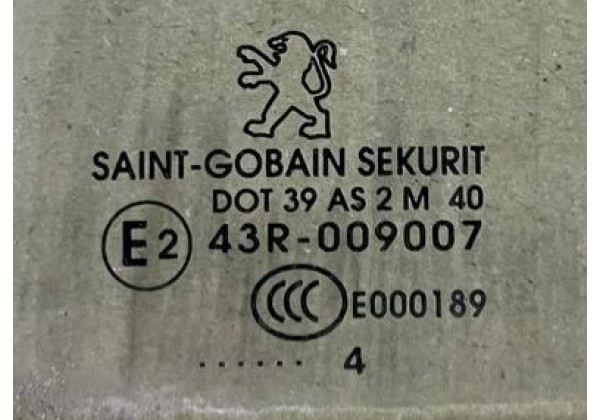 SAINT-GOBAIN SEKURIT
DOT 39 AS 2 M 40
E2 43R-009007
CCC E000189
...... 4